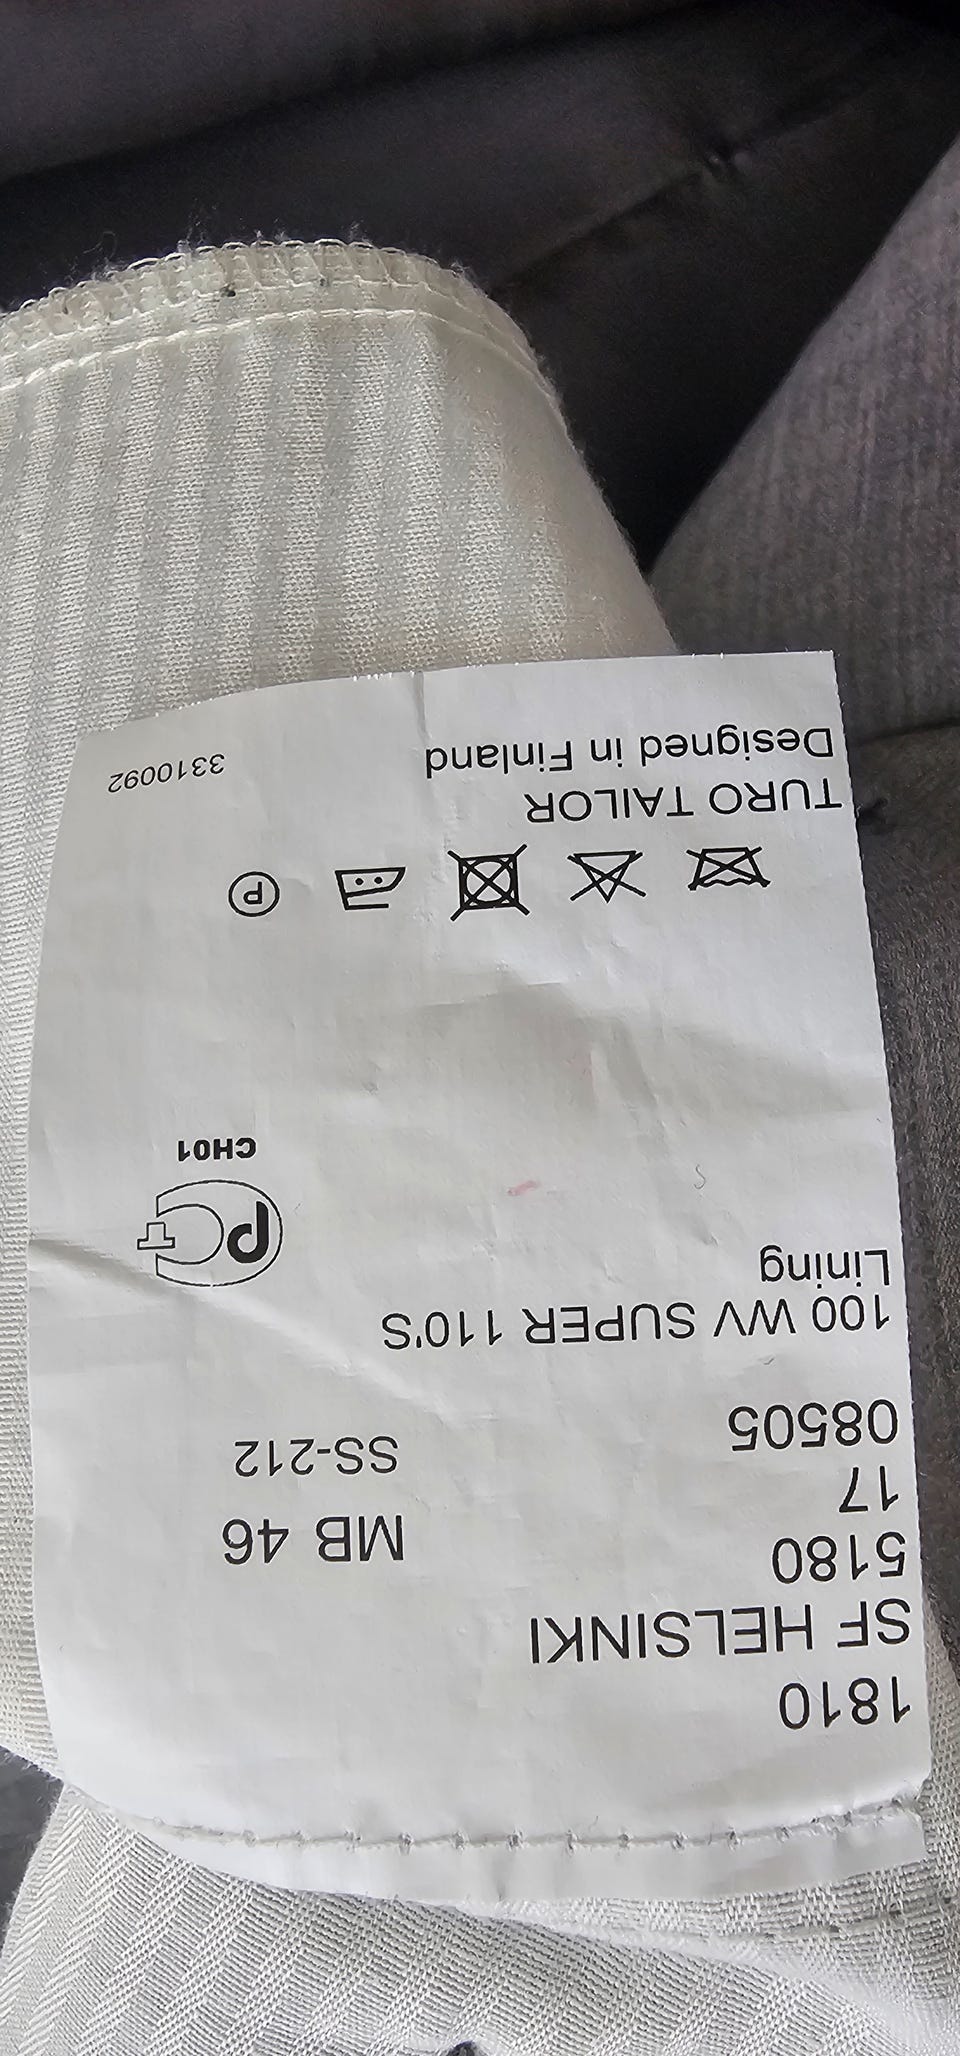 1810
SF HELSINKI
5180 MB 46
17
08505 SS-212
100 WV SUPER 110'S
Lining
PCT
CH01
P
TURO TAILOR
Designed in Finland 3310092